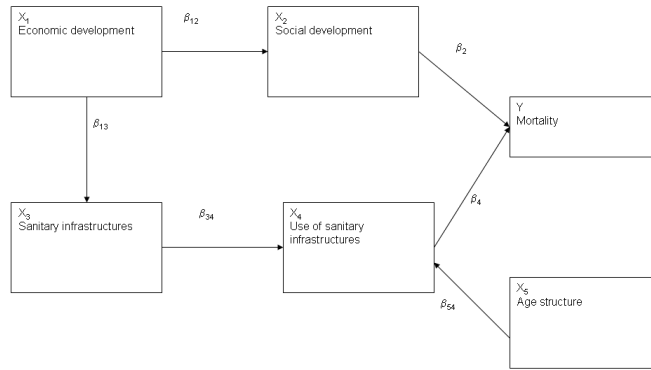 X₁
Economic development
β₁₂
X₂
Social development
β₂
Y
Mortality
β₁₃
β₄
X₃
Sanitary infrastructures
β₃₄
X₄
Use of sanitary
infrastructures
β₅₄
X₅
Age structure